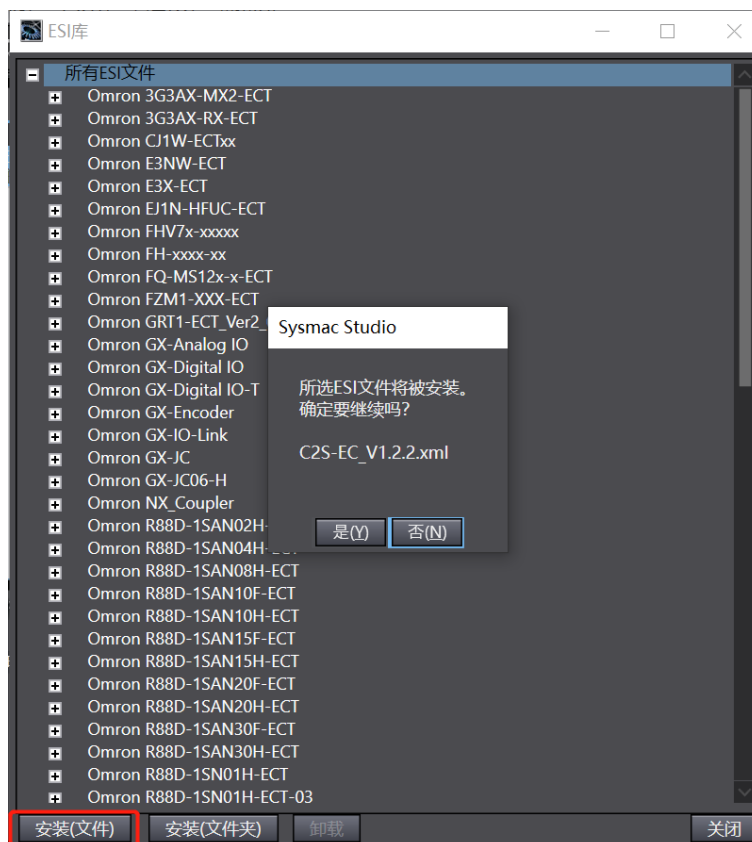 ESI库
所有ESI文件
Omron 3G3AX-MX2-ECT
Omron 3G3AX-RX-ECT
Omron CJ1W-ECTxx
Omron E3NW-ECT
Omron E3X-ECT
Omron EJ1N-HFUC-ECT
Omron FHV7x-xxxxx
Omron FH-xxxx-xx
Omron FQ-MS12x-x-ECT
Omron FZM1-XXX-ECT
Omron GRT1-ECT_Ver2_
Omron GX-Analog IO
Omron GX-Digital IO
Omron GX-Digital IO-T
Omron GX-Encoder
Omron GX-IO-Link
Omron GX-JC
Omron GX-JC06-H
Omron NX_Coupler
Omron R88D-1SAN02H-
Omron R88D-1SAN04H-ECT
Omron R88D-1SAN08H-ECT
Omron R88D-1SAN10F-ECT
Omron R88D-1SAN10H-ECT
Omron R88D-1SAN15F-ECT
Omron R88D-1SAN15H-ECT
Omron R88D-1SAN20F-ECT
Omron R88D-1SAN20H-ECT
Omron R88D-1SAN30F-ECT
Omron R88D-1SAN30H-ECT
Omron R88D-1SN01H-ECT
Omron R88D-1SN01H-ECT-03
Sysmac Studio
所选ESI文件将被安装。
确定要继续吗?
C2S-EC_V1.2.2.xml
是(Y) 否(N)
安装(文件) 安装(文件夹) 卸载 关闭